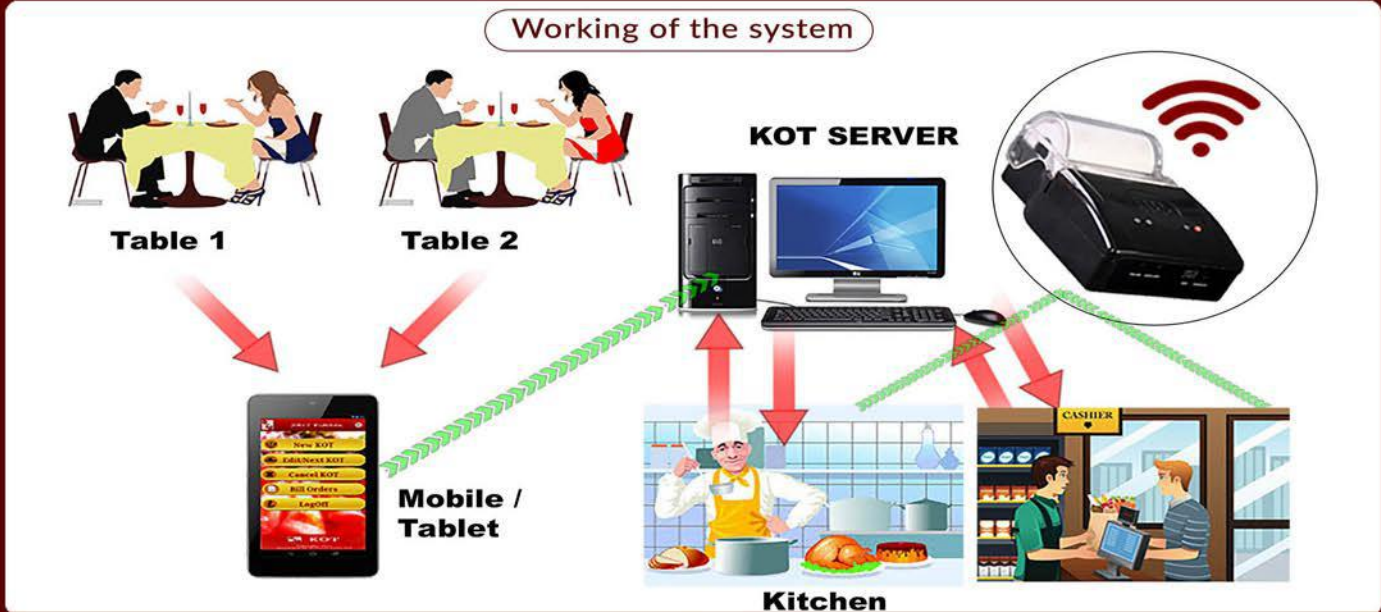 Working of the system
KOT SERVER
Table 1
Table 2
New KOT
Edit/Next KOT
Cancel KOT
Bill Orders
LogOff
KOT
Mobile /
Tablet
CASHIER
Kitchen